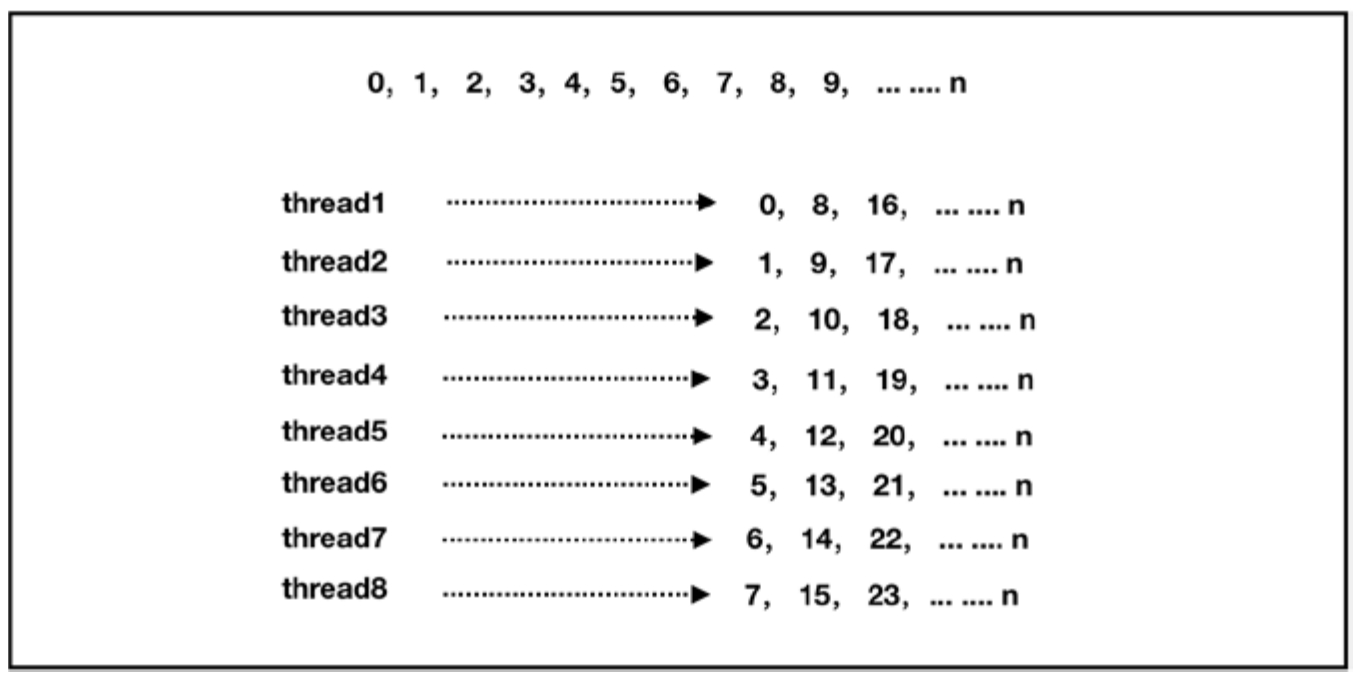 0, 1, 2, 3, 4, 5, 6, 7, 8, 9, ... .... n
thread1 0, 8, 16, ... .... n
thread2 1, 9, 17, ... .... n
thread3 2, 10, 18, ... .... n
thread4 3, 11, 19, ... .... n
thread5 4, 12, 20, ... .... n
thread6 5, 13, 21, ... .... n
thread7 6, 14, 22, ... .... n
thread8 7, 15, 23, ... .... n